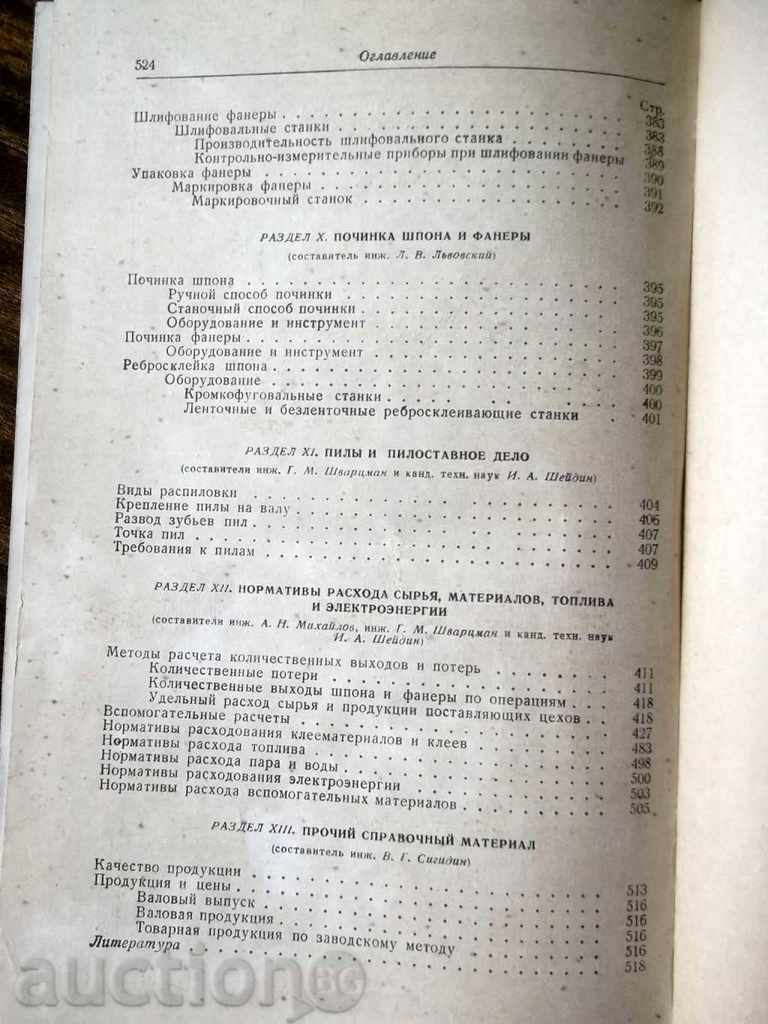 524
Оглавление
Стр.
Шлифование фанеры . . . . . . . . . . . . . . . . . 383
Шлифовальные станки . . . . . . . . . . . . . . . 383
Производительность шлифовального станка . . . . . . . 388
Контрольно-измерительные приборы при шлифовании фанеры 389
Упаковка фанеры . . . . . . . . . . . . . . . . . . 390
Маркировка фанеры . . . . . . . . . . . . . . . . 391
Маркировочный станок . . . . . . . . . . . . . . 392
РАЗДЕЛ X. ПОЧИНКА ШПОНА И ФАНЕРЫ
(составитель инж. Л. В. Львовский)
Починка шпона . . . . . . . . . . . . . . . . . . . 395
Ручной способ починки . . . . . . . . . . . . . . 395
Станочный способ починки . . . . . . . . . . . . . 395
Оборудование и инструмент . . . . . . . . . . . . 396
Починка фанеры . . . . . . . . . . . . . . . . . . . 397
Оборудование и инструмент . . . . . . . . . . . . 398
Ребросклейка шпона . . . . . . . . . . . . . . . . . 399
Оборудование . . . . . . . . . . . . . . . . . . 400
Кромкофуговальные станки . . . . . . . . . . . . 400
Ленточные и безленточные ребросклеивающие станки . . . 401
РАЗДЕЛ XI. ПИЛЫ И ПИЛОСТАВНОЕ ДЕЛО
(составители инж. Г. М. Шварцман и канд. техн. наук И. А. Шейдин)
Виды распиловки . . . . . . . . . . . . . . . . . . 404
Крепление пилы на валу . . . . . . . . . . . . . . . 406
Развод зубьев пил . . . . . . . . . . . . . . . . . . 407
Точка пил . . . . . . . . . . . . . . . . . . . . . 407
Требования к пилам . . . . . . . . . . . . . . . . . 409
РАЗДЕЛ XII. НОРМАТИВЫ РАСХОДА СЫРЬЯ, МАТЕРИАЛОВ, ТОПЛИВА
И ЭЛЕКТРОЭНЕРГИИ
(составители инж. А. Н. Михайлов, инж. Г. М. Шварцман и канд. техн. наук
И. А. Шейдин)
Методы расчета количественных выходов и потерь . . . . . . . 411
Количественные потери . . . . . . . . . . . . . . 411
Количественные выходы шпона и фанеры по операциям . . . . 418
Удельный расход сырья и продукции поставляющих цехов . . 418
Вспомогательные расчеты . . . . . . . . . . . . . . . 427
Нормативы расходования клеематериалов и клеев . . . . . . . 483
Нормативы расхода топлива . . . . . . . . . . . . . . 498
Нормативы расхода пара и воды . . . . . . . . . . . . . 500
Нормативы расходования электроэнергии . . . . . . . . . . 503
Нормативы расхода вспомогательных материалов . . . . . . . 505
РАЗДЕЛ XIII. ПРОЧИЙ СПРАВОЧНЫЙ МАТЕРИАЛ
(составитель инж. В. Г. Сигидин)
Качество продукции . . . . . . . . . . . . . . . . . 513
Продукция и цены . . . . . . . . . . . . . . . . . . 516
Валовый выпуск . . . . . . . . . . . . . . . . . 516
Валовая продукция . . . . . . . . . . . . . . . . 516
Товарная продукция по заводскому методу . . . . . . . . 516
Литература . . . . . . . . . . . . . . . . . . . . 518
auctionBG